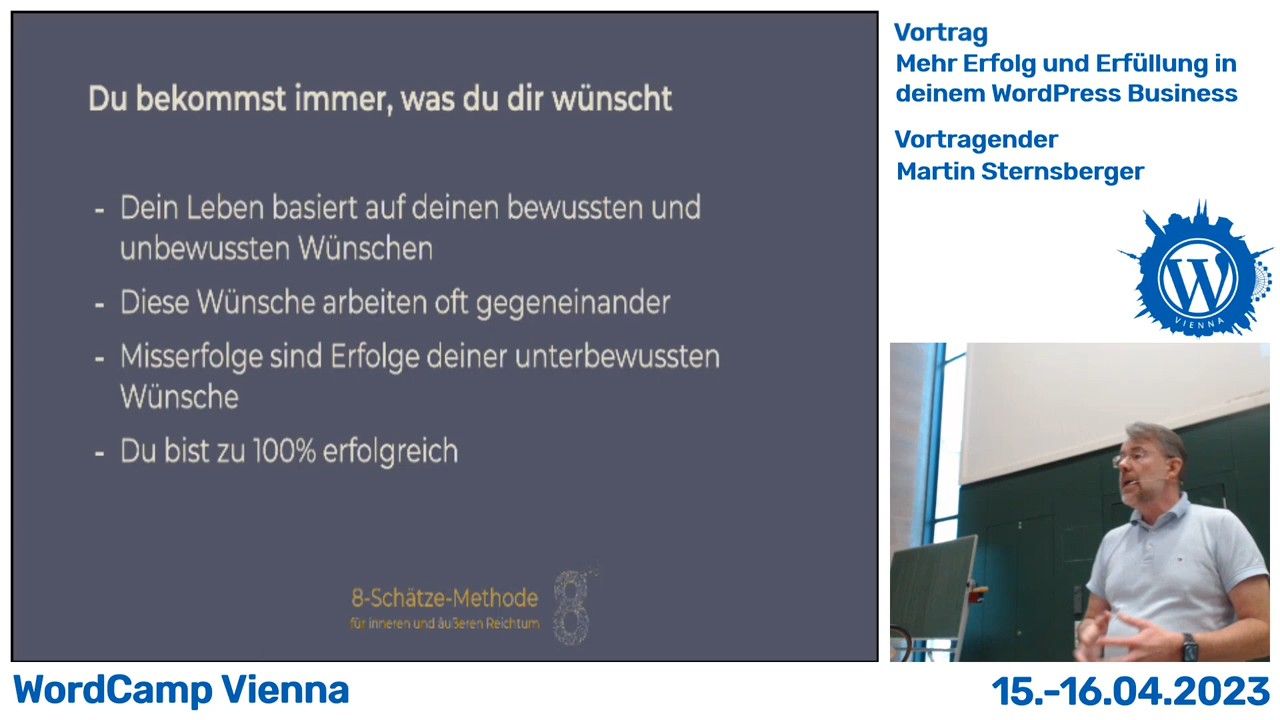 Du bekommst immer, was du dir wünscht
- Dein Leben basiert auf deinen bewussten und
unbewussten Wünschen
- Diese Wünsche arbeiten oft gegeneinander
- Misserfolge sind Erfolge deiner unterbewussten
Wünsche
- Du bist zu 100% erfolgreich
8-Schätze-Methode
für inneren und äußeren Reichtum
8
Vortrag
Mehr Erfolg und Erfüllung in
deinem WordPress Business
Vortragender
Martin Sternsberger
W
VIENNA
WordCamp Vienna
15.-16.04.2023